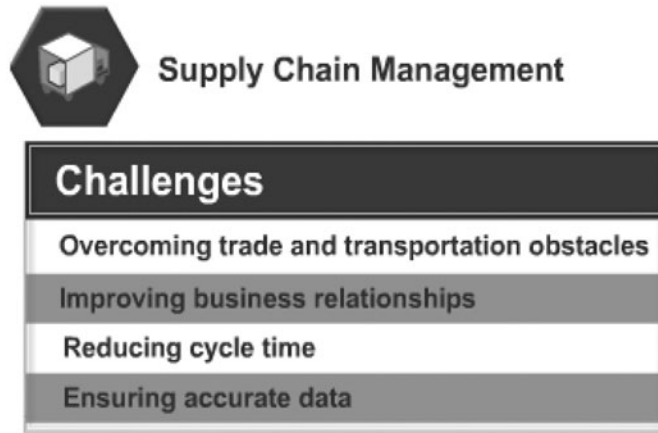 Supply Chain Management
Challenges
Overcoming trade and transportation obstacles
Improving business relationships
Reducing cycle time
Ensuring accurate data